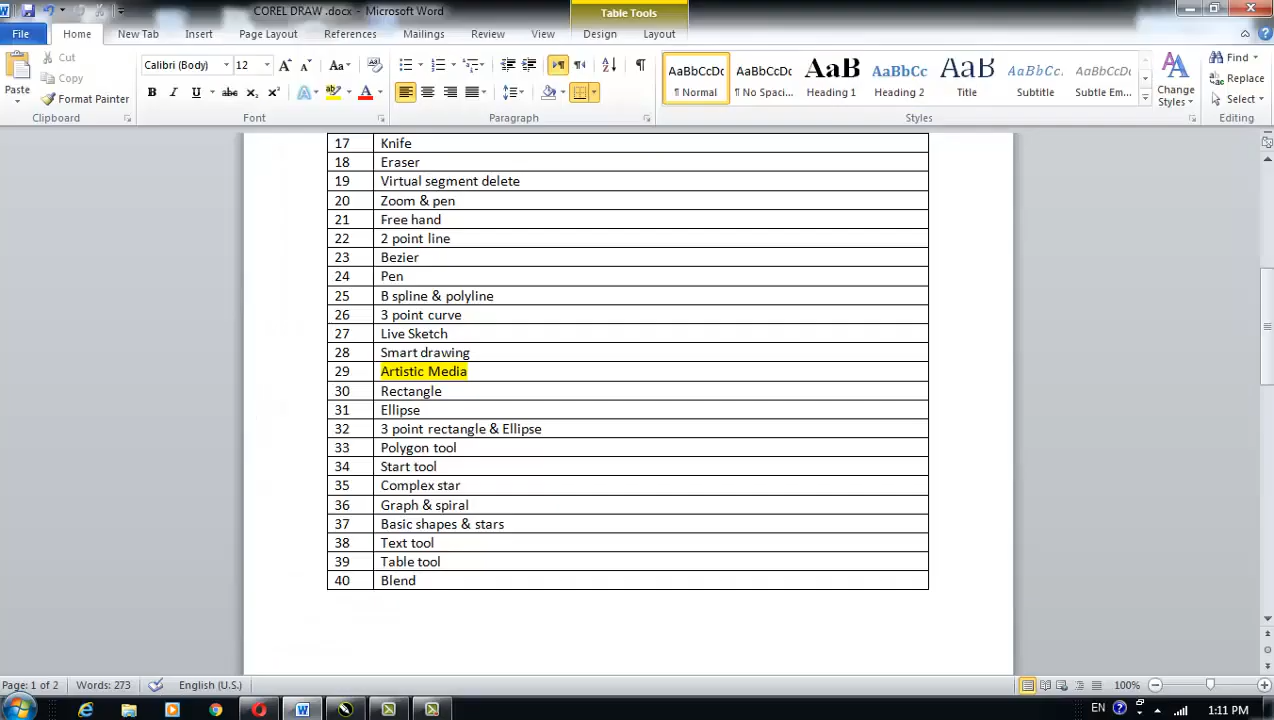 COREL DRAW .docx - Microsoft Word
Table Tools
File Home New Tab Insert Page Layout References Mailings Review View Design Layout
Paste
Cut
Copy
Format Painter
Clipboard
Calibri (Body) 12
Font
Paragraph
AaBbCcDc ¶ Normal
AaBbCcDc ¶ No Spaci...
AaB Heading 1
AaBbCc Heading 2
AaB Title
AaBbCc. Subtitle
AaBbCcDc Subtle Em...
Change Styles
Styles
Find
Replace
Select
Editing
17 Knife
18 Eraser
19 Virtual segment delete
20 Zoom & pen
21 Free hand
22 2 point line
23 Bezier
24 Pen
25 B spline & polyline
26 3 point curve
27 Live Sketch
28 Smart drawing
29 Artistic Media
30 Rectangle
31 Ellipse
32 3 point rectangle & Ellipse
33 Polygon tool
34 Start tool
35 Complex star
36 Graph & spiral
37 Basic shapes & stars
38 Text tool
39 Table tool
40 Blend
Page: 1 of 2 Words: 273 English (U.S.) 100%
EN 1:11 PM